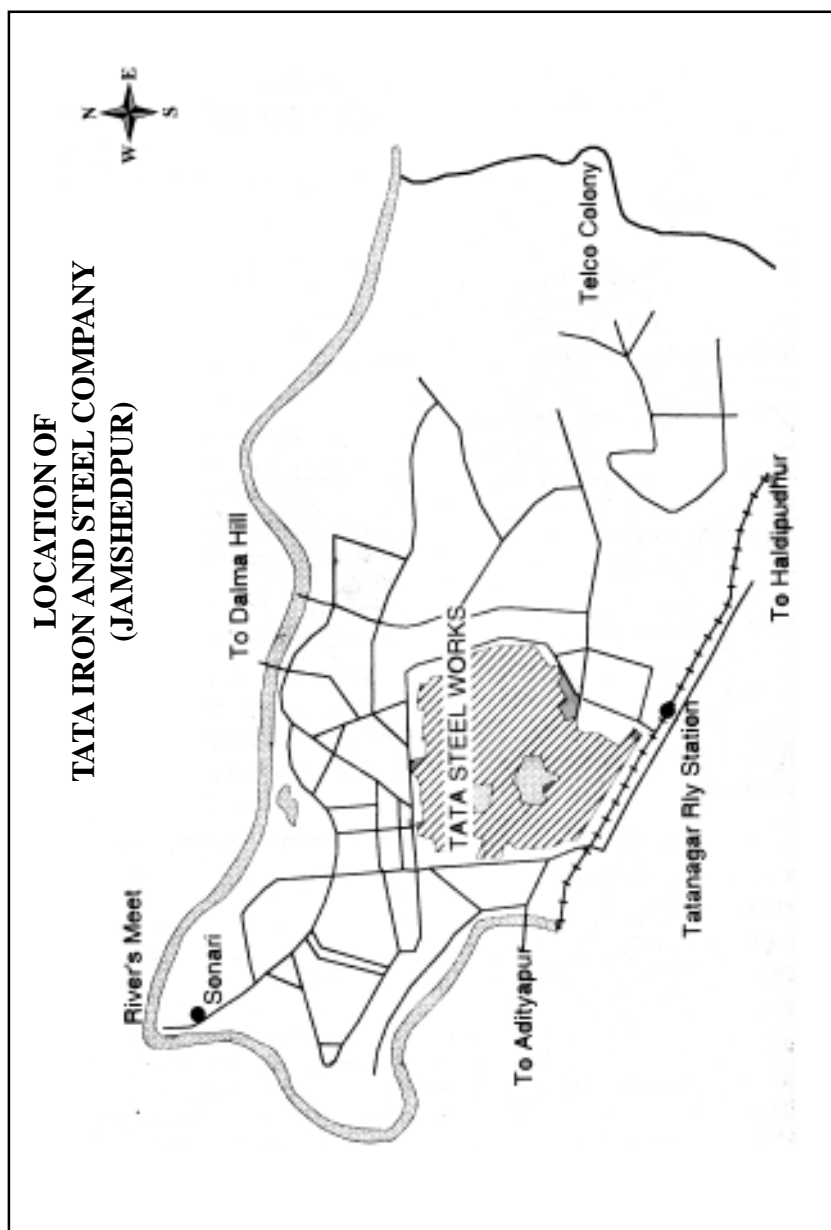 LOCATION OF
TATA IRON AND STEEL COMPANY
(JAMSHEDPUR)
N
W E
S
River's Meet
Sonari
To Dalma Hill
TATA STEEL WORKS
Telco Colony
To Adityapur
Tatanagar Rly Station
To Haldipudhur